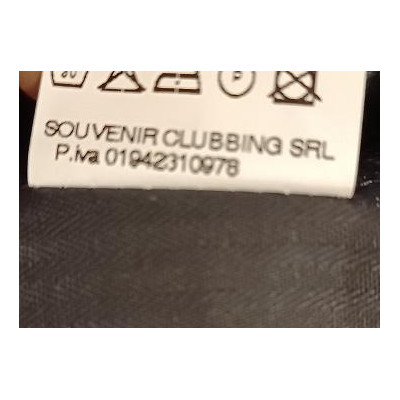 P
SOUVENIR CLUBBING SRL
P.iva 01942310978